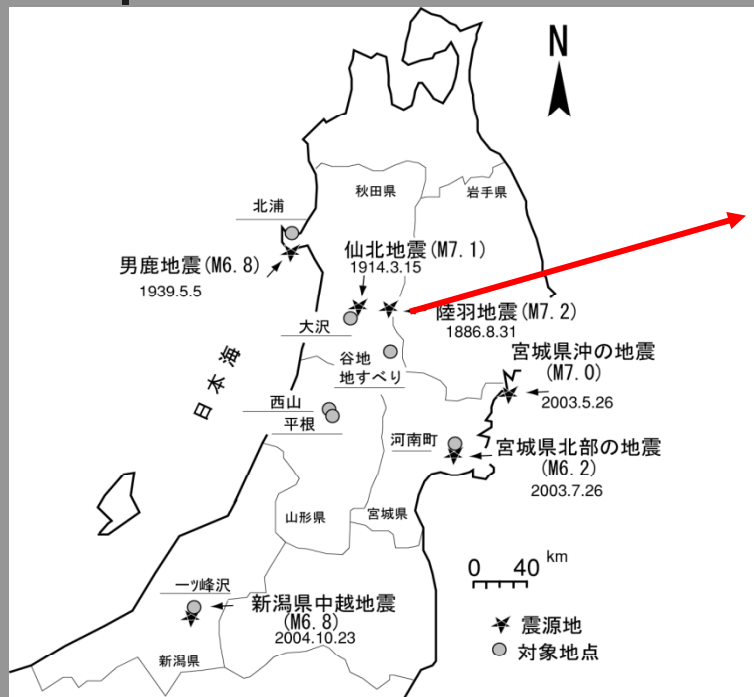 N
秋田県
岩手県
北浦
男鹿地震(M6.8)
1939.5.5
仙北地震(M7.1)
1914.3.15
大沢
陸羽地震(M7.2)
1886.8.31
谷地
地すべり
宮城県沖の地震
(M7.0)
2003.5.26
日本海
西山
平根
河南町
宮城県北部の地震
(M6.2)
2003.7.26
山形県
宮城県
0 40 km
一ツ峰沢
新潟県中越地震
(M6.8)
2004.10.23
新潟県
震源地
対象地点